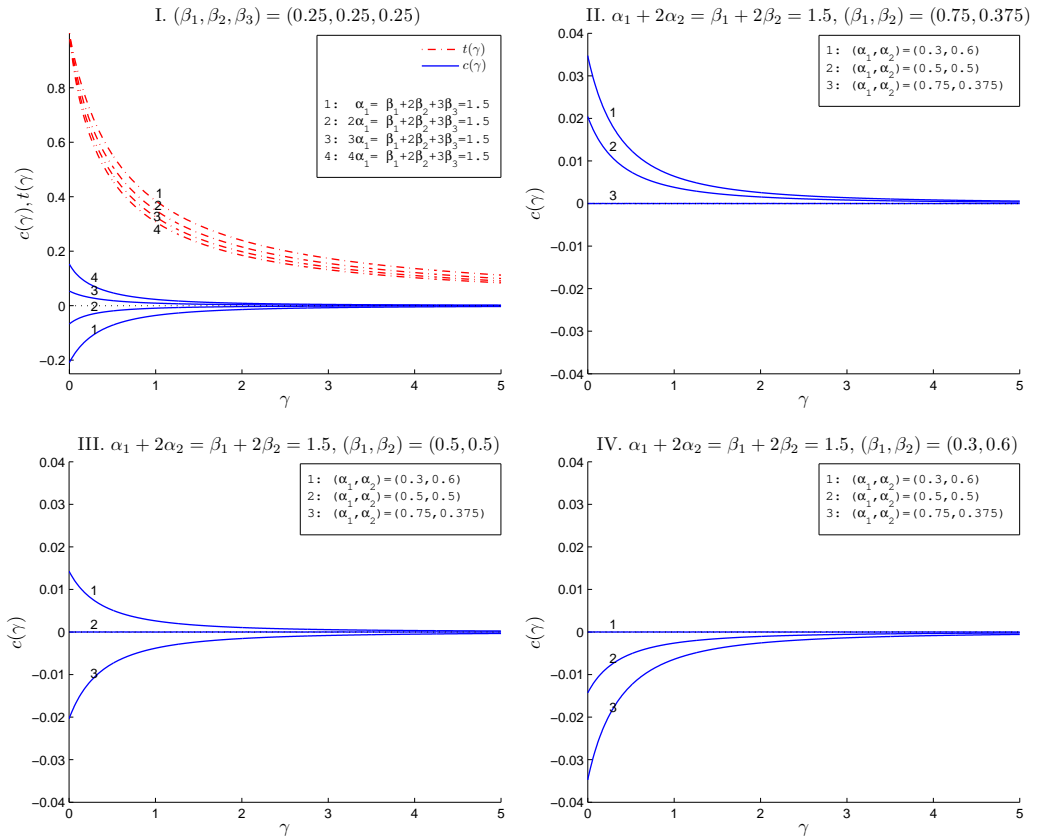 I. (β₁, β₂, β₃) = (0.25, 0.25, 0.25)
t(γ)
c(γ)
1: α₁= β₁+2β₂+3β₃=1.5
2: 2α₁= β₁+2β₂+3β₃=1.5
3: 3α₁= β₁+2β₂+3β₃=1.5
4: 4α₁= β₁+2β₂+3β₃=1.5
c(γ), t(γ)
0.8
0.6
0.4
0.2
0
−0.2
1
2
3
4
4
3
2
1
0 1 2 3 4 5
γ
II. α₁ + 2α₂ = β₁ + 2β₂ = 1.5, (β₁, β₂) = (0.75, 0.375)
1: (α₁,α₂)=(0.3,0.6)
2: (α₁,α₂)=(0.5,0.5)
3: (α₁,α₂)=(0.75,0.375)
c(γ)
0.04
0.03
0.02
0.01
0
−0.01
−0.02
−0.03
−0.04
1
2
3
0 1 2 3 4 5
γ
III. α₁ + 2α₂ = β₁ + 2β₂ = 1.5, (β₁, β₂) = (0.5, 0.5)
1: (α₁,α₂)=(0.3,0.6)
2: (α₁,α₂)=(0.5,0.5)
3: (α₁,α₂)=(0.75,0.375)
c(γ)
0.04
0.03
0.02
0.01
0
−0.01
−0.02
−0.03
−0.04
1
2
3
0 1 2 3 4 5
γ
IV. α₁ + 2α₂ = β₁ + 2β₂ = 1.5, (β₁, β₂) = (0.3, 0.6)
1: (α₁,α₂)=(0.3,0.6)
2: (α₁,α₂)=(0.5,0.5)
3: (α₁,α₂)=(0.75,0.375)
c(γ)
0.04
0.03
0.02
0.01
0
−0.01
−0.02
−0.03
−0.04
1
2
3
0 1 2 3 4 5
γ